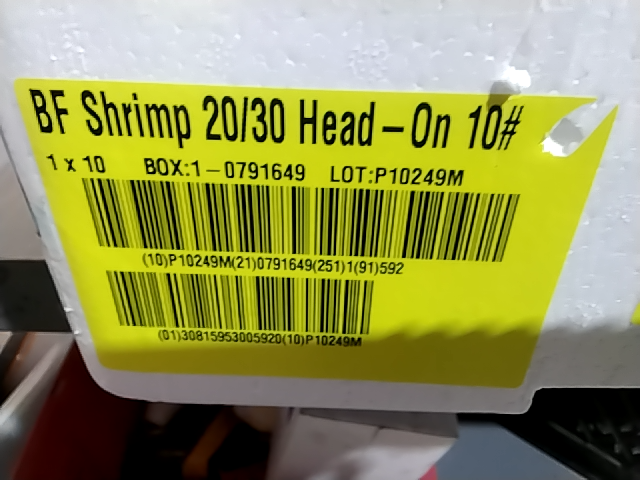 BF Shrimp 20/30 Head-On 10#
1 x 10 BOX:1-0791649 LOT:P10249M
(10)P10249M(21)0791649(251)1(91)592
(01)30815953005920(10)P10249M